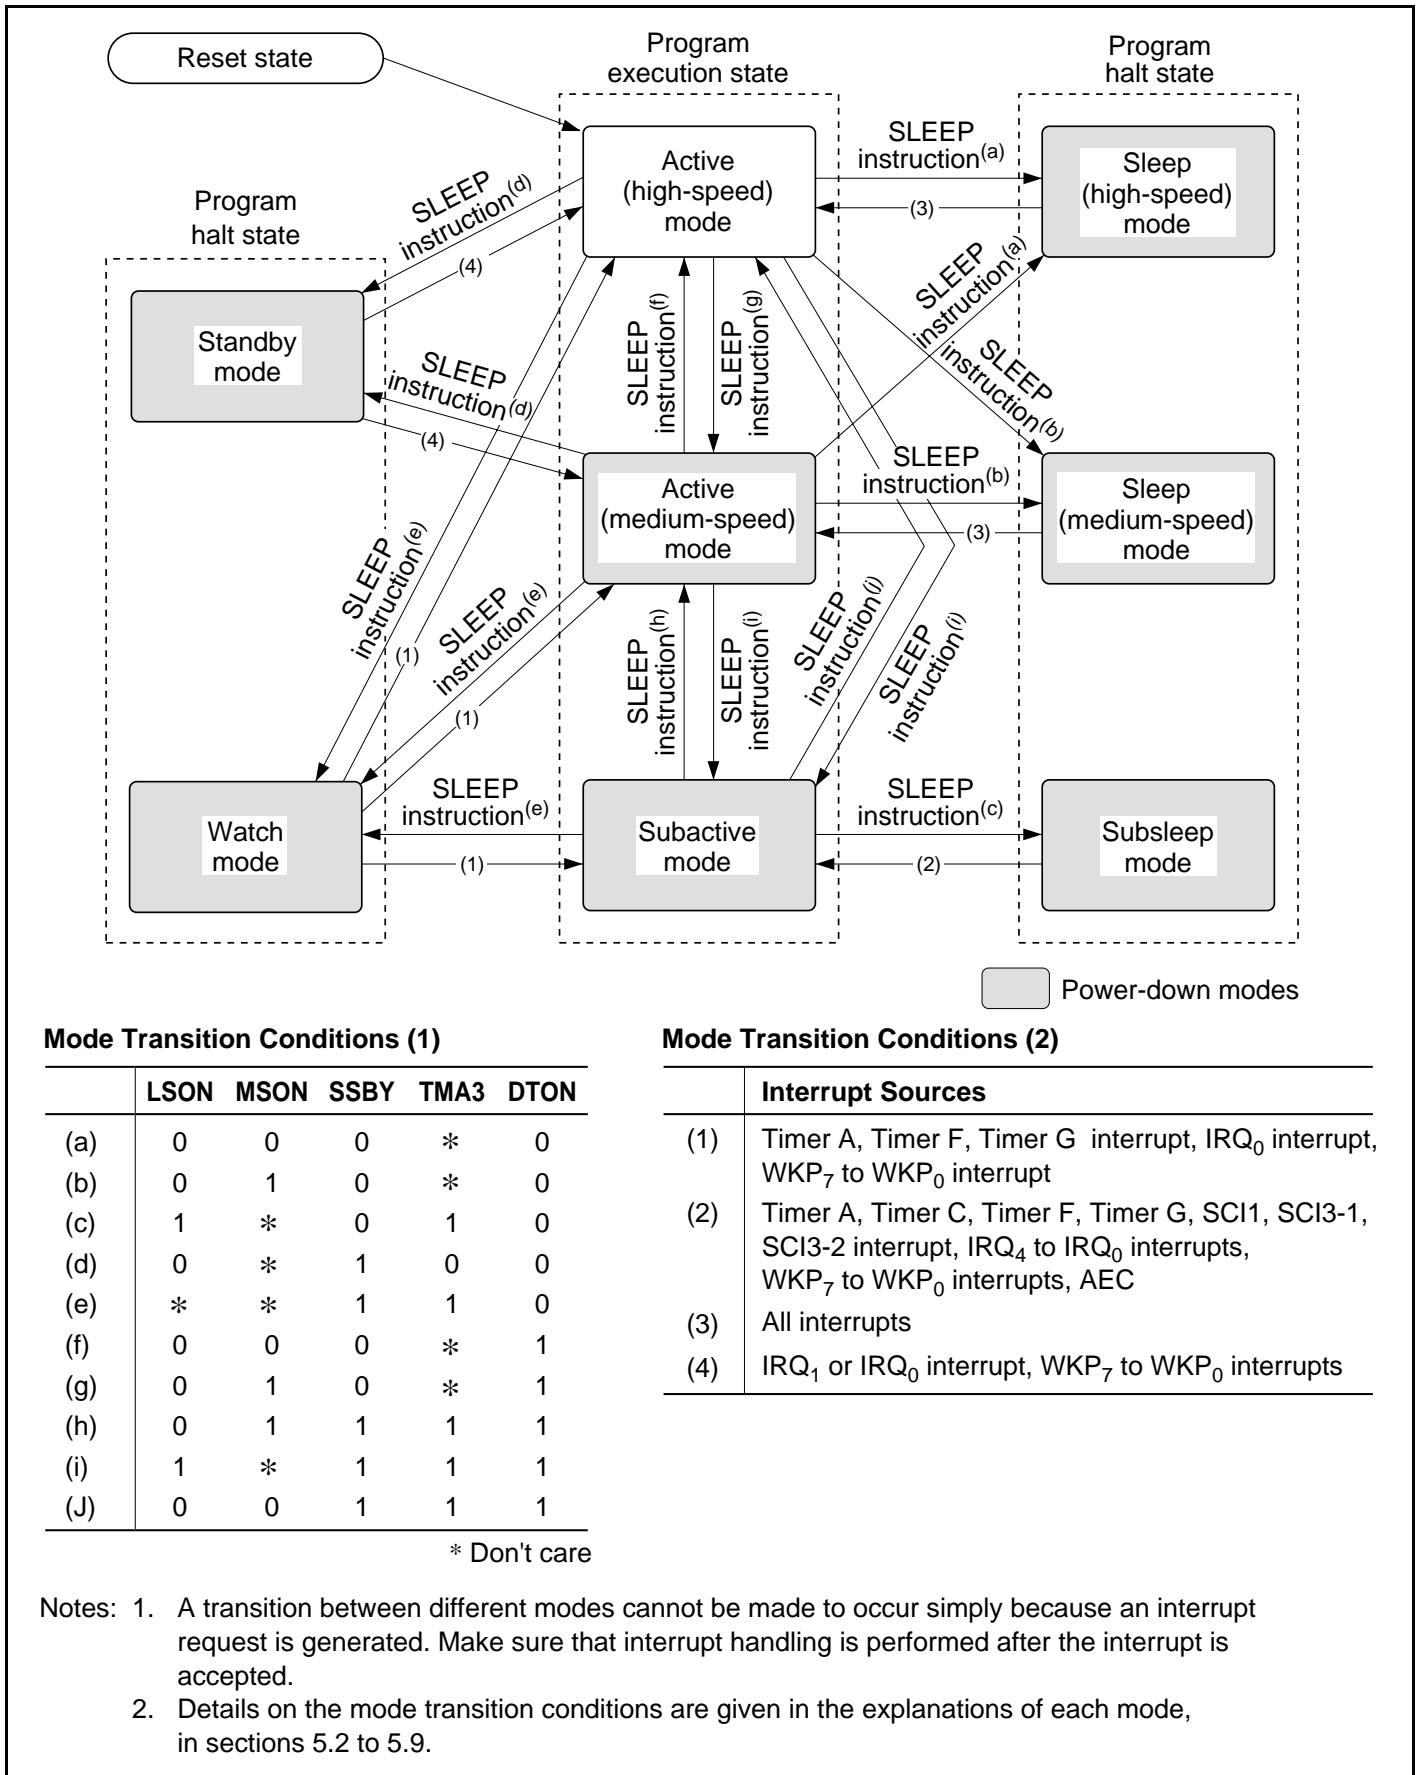 Reset state
Program
execution state
Program
halt state
Program
halt state
Active
(high-speed)
mode
SLEEP
instruction(a)
(3)
Sleep
(high-speed)
mode
SLEEP
instruction(d)
(4)
Standby
mode
SLEEP
instruction(d)
(4)
SLEEP
instruction(f)
SLEEP
instruction(g)
SLEEP
instruction(a)
SLEEP
instruction(b)
Active
(medium-speed)
mode
SLEEP
instruction(b)
(3)
Sleep
(medium-speed)
mode
SLEEP
instruction(e)
(1)
SLEEP
instruction(e)
(1)
SLEEP
instruction(h)
SLEEP
instruction(i)
SLEEP
instruction(j)
SLEEP
instruction(i)
Watch
mode
SLEEP
instruction(e)
(1)
Subactive
mode
SLEEP
instruction(c)
(2)
Subsleep
mode
Power-down modes
Mode Transition Conditions (1)
LSON MSON SSBY TMA3 DTON
(a) 0 0 0 * 0
(b) 0 1 0 * 0
(c) 1 * 0 1 0
(d) 0 * 1 0 0
(e) * * 1 1 0
(f) 0 0 0 * 1
(g) 0 1 0 * 1
(h) 0 1 1 1 1
(i) 1 * 1 1 1
(J) 0 0 1 1 1
* Don't care
Mode Transition Conditions (2)
Interrupt Sources
(1) Timer A, Timer F, Timer G interrupt, IRQ0 interrupt,
WKP7 to WKP0 interrupt
(2) Timer A, Timer C, Timer F, Timer G, SCI1, SCI3-1,
SCI3-2 interrupt, IRQ4 to IRQ0 interrupts,
WKP7 to WKP0 interrupts, AEC
(3) All interrupts
(4) IRQ1 or IRQ0 interrupt, WKP7 to WKP0 interrupts
Notes: 1. A transition between different modes cannot be made to occur simply because an interrupt
request is generated. Make sure that interrupt handling is performed after the interrupt is
accepted.
2. Details on the mode transition conditions are given in the explanations of each mode,
in sections 5.2 to 5.9.